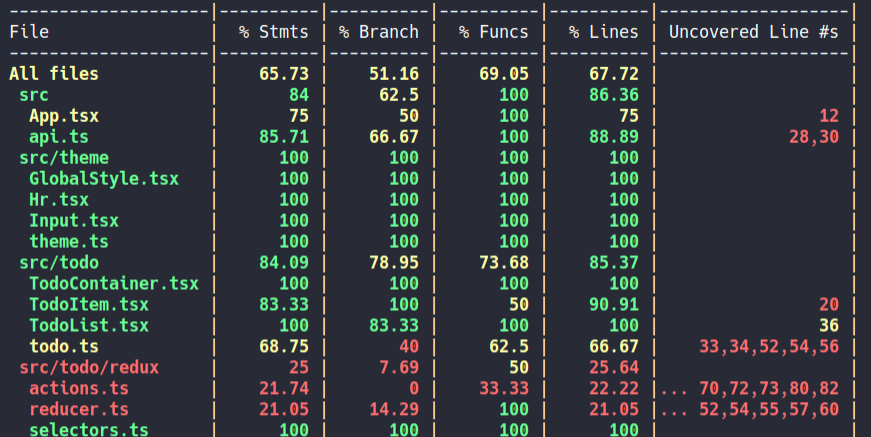 --------------------|----------|----------|----------|----------|-------------------|
File                |  % Stmts | % Branch |  % Funcs |  % Lines | Uncovered Line #s |
--------------------|----------|----------|----------|----------|-------------------|
All files           |    65.73 |    51.16 |    69.05 |    67.72 |                   |
 src                |       84 |     62.5 |      100 |    86.36 |                   |
  App.tsx           |       75 |       50 |      100 |       75 |                12 |
  api.ts            |    85.71 |    66.67 |      100 |    88.89 |             28,30 |
 src/theme          |      100 |      100 |      100 |      100 |                   |
  GlobalStyle.tsx   |      100 |      100 |      100 |      100 |                   |
  Hr.tsx            |      100 |      100 |      100 |      100 |                   |
  Input.tsx         |      100 |      100 |      100 |      100 |                   |
  theme.ts          |      100 |      100 |      100 |      100 |                   |
 src/todo           |    84.09 |    78.95 |    73.68 |    85.37 |                   |
  TodoContainer.tsx |      100 |      100 |      100 |      100 |                   |
  TodoItem.tsx      |    83.33 |      100 |       50 |    90.91 |                20 |
  TodoList.tsx      |      100 |    83.33 |      100 |      100 |                36 |
  todo.ts           |    68.75 |       40 |     62.5 |    66.67 |    33,34,52,54,56 |
 src/todo/redux     |       25 |     7.69 |       50 |    25.64 |                   |
  actions.ts        |    21.74 |        0 |    33.33 |    22.22 |... 70,72,73,80,82 |
  reducer.ts        |    21.05 |    14.29 |      100 |    21.05 |... 52,54,55,57,60 |
  selectors.ts      |      100 |      100 |      100 |      100 |                   |